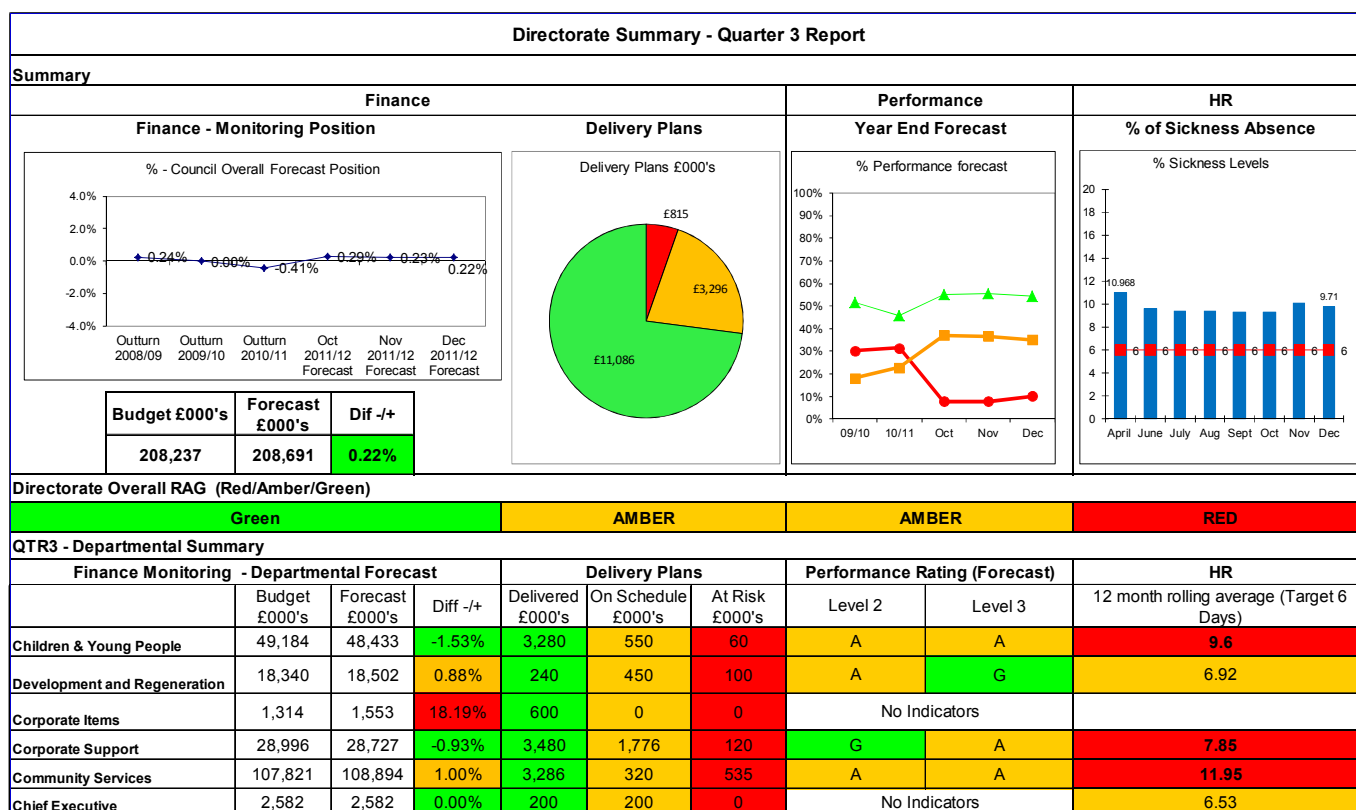 Directorate Summary - Quarter 3 Report
Summary
Finance
Performance
HR
Finance - Monitoring Position
Delivery Plans
Year End Forecast
% of Sickness Absence
% - Council Overall Forecast Position
4.0%
2.0%
0.0%
-2.0%
-4.0%
0.24%
0.00%
-0.41%
0.29%
0.23%
0.22%
Outturn 2008/09
Outturn 2009/10
Outturn 2010/11
Oct 2011/12 Forecast
Nov 2011/12 Forecast
Dec 2011/12 Forecast
Budget £000's Forecast £000's Dif -/+
208,237 208,691 0.22%
Delivery Plans £000's
£815
£3,296
£11,086
% Performance forecast
100%
90%
80%
70%
60%
50%
40%
30%
20%
10%
0%
09/10 10/11 Oct Nov Dec
% Sickness Levels
20
18
16
14
12
10
8
6
4
2
0
10.968
9.71
6 6 6 6 6 6 6 6
April June July Aug Sept Oct Nov Dec
Directorate Overall RAG (Red/Amber/Green)
Green AMBER AMBER RED
QTR3 - Departmental Summary
Finance Monitoring - Departmental Forecast Delivery Plans Performance Rating (Forecast) HR
Budget £000's Forecast £000's Diff -/+ Delivered £000's On Schedule £000's At Risk £000's Level 2 Level 3 12 month rolling average (Target 6 Days)
Children & Young People 49,184 48,433 -1.53% 3,280 550 60 A A 9.6
Development and Regeneration 18,340 18,502 0.88% 240 450 100 A G 6.92
Corporate Items 1,314 1,553 18.19% 600 0 0 No Indicators
Corporate Support 28,996 28,727 -0.93% 3,480 1,776 120 G A 7.85
Community Services 107,821 108,894 1.00% 3,286 320 535 A A 11.95
Chief Executive 2,582 2,582 0.00% 200 200 0 No Indicators 6.53